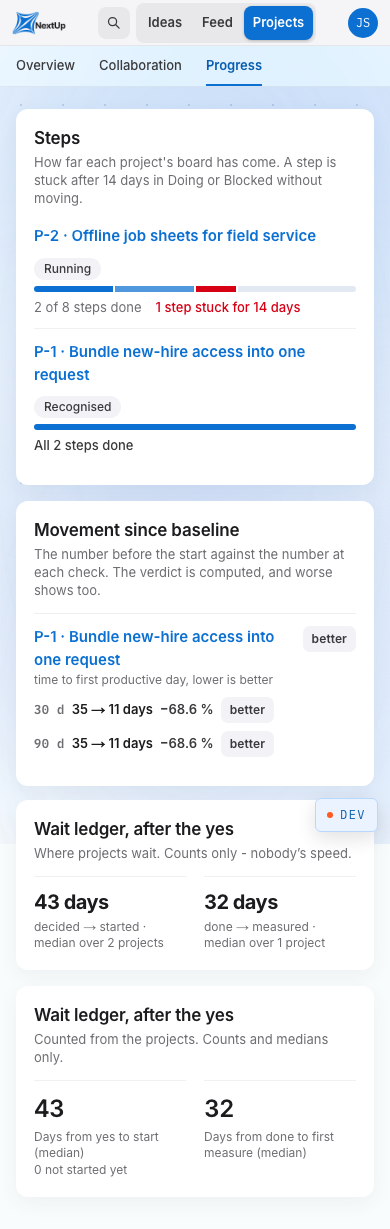 NextUp
Ideas Feed Projects
JS
Overview Collaboration Progress
Steps
How far each project's board has come. A step is
stuck after 14 days in Doing or Blocked without
moving.
P-2 · Offline job sheets for field service
Running
2 of 8 steps done 1 step stuck for 14 days
P-1 · Bundle new-hire access into one
request
Recognised
All 2 steps done
Movement since baseline
The number before the start against the number at
each check. The verdict is computed, and worse
shows too.
P-1 · Bundle new-hire access into
one request
better
time to first productive day, lower is better
30 d 35 → 11 days −68.6 % better
90 d 35 → 11 days −68.6 % better
DEV
Wait ledger, after the yes
Where projects wait. Counts only - nobody’s speed.
43 days
decided → started ·
median over 2 projects
32 days
done → measured ·
median over 1 project
Wait ledger, after the yes
Counted from the projects. Counts and medians
only.
43
Days from yes to start
(median)
0 not started yet
32
Days from done to first
measure (median)